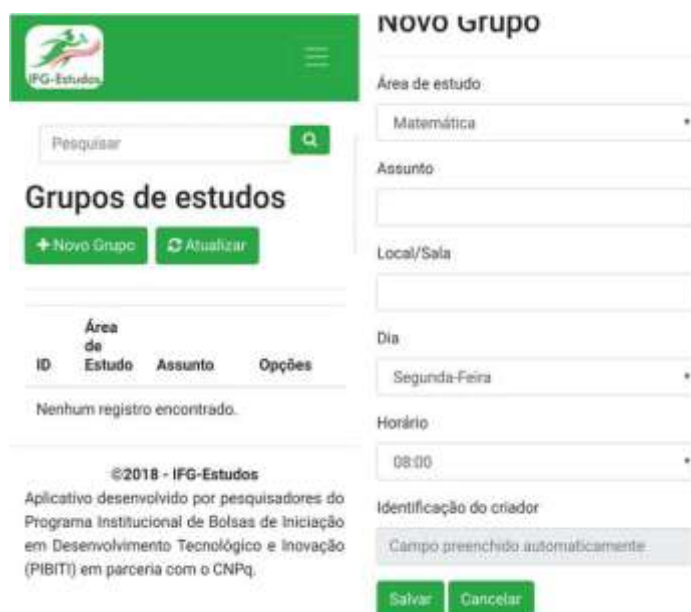 IFG-Estudos
Pesquisar
Grupos de estudos
+ Novo Grupo
Atualizar
ID
Área
de
Estudo
Assunto
Opções
Nenhum registro encontrado.
©2018 - IFG-Estudos
Aplicativo desenvolvido por pesquisadores do
Programa Institucional de Bolsas de Iniciação
em Desenvolvimento Tecnológico e Inovação
(PIBITI) em parceria com o CNPq.
Novo Grupo
Área de estudo
Matemática
Assunto
Local/Sala
Dia
Segunda-Feira
Horário
08:00
Identificação do criador
Campo preenchido automaticamente
Salvar
Cancelar